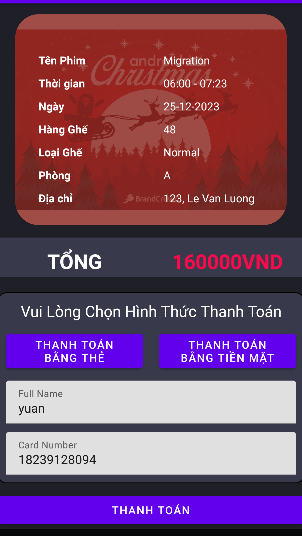 android
Christmas
Tên Phim Migration
Thời gian 06:00 - 07:23
Ngày 25-12-2023
Hàng Ghế 48
Loại Ghế Normal
Phòng A
Địa chỉ 123, Le Van Luong
TỔNG 160000VND
Vui Lòng Chọn Hình Thức Thanh Toán
THANH TOÁN
BẰNG THẺ
THANH TOÁN
BẰNG TIỀN MẶT
Full Name
yuan
Card Number
18239128094
THANH TOÁN